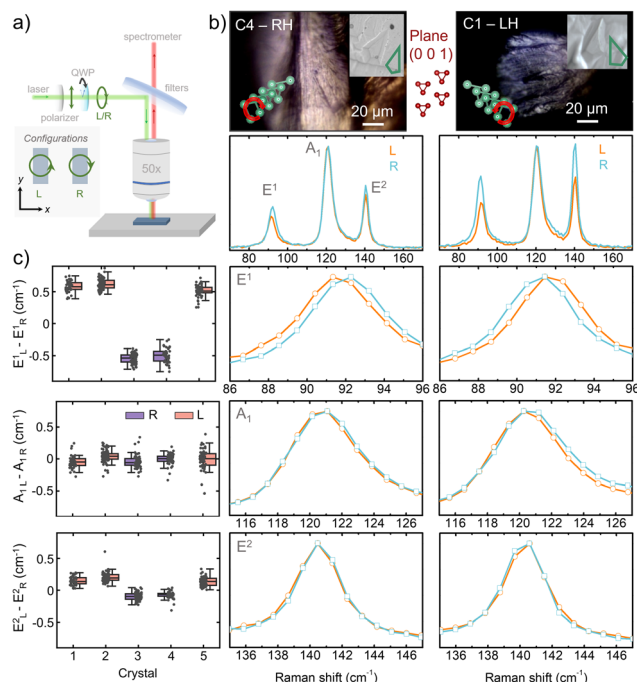 a)
spectrometer
QWP
laser
filters
polarizer
L/R
Configurations
50x
y
L
R
x
b)
C4 – RH
20 µm
Plane
(0 0 1)
C1 – LH
20 µm
A1
L
R
E1
E2
80 100 120 140 160
L
R
80 100 120 140 160
c)
E1L - E1R (cm-1)
0.5
0
-0.5
E1
86 88 90 92 94 96
86 88 90 92 94 96
A1 L - A1 R (cm-1)
0.5
0
-0.5
R
L
A1
116 118 120 122 124 126
116 118 120 122 124 126
E2L - E2R (cm-1)
0.5
0
-0.5
1 2 3 4 5
Crystal
E2
136 138 140 142 144 146
Raman shift (cm-1)
136 138 140 142 144 146
Raman shift (cm-1)